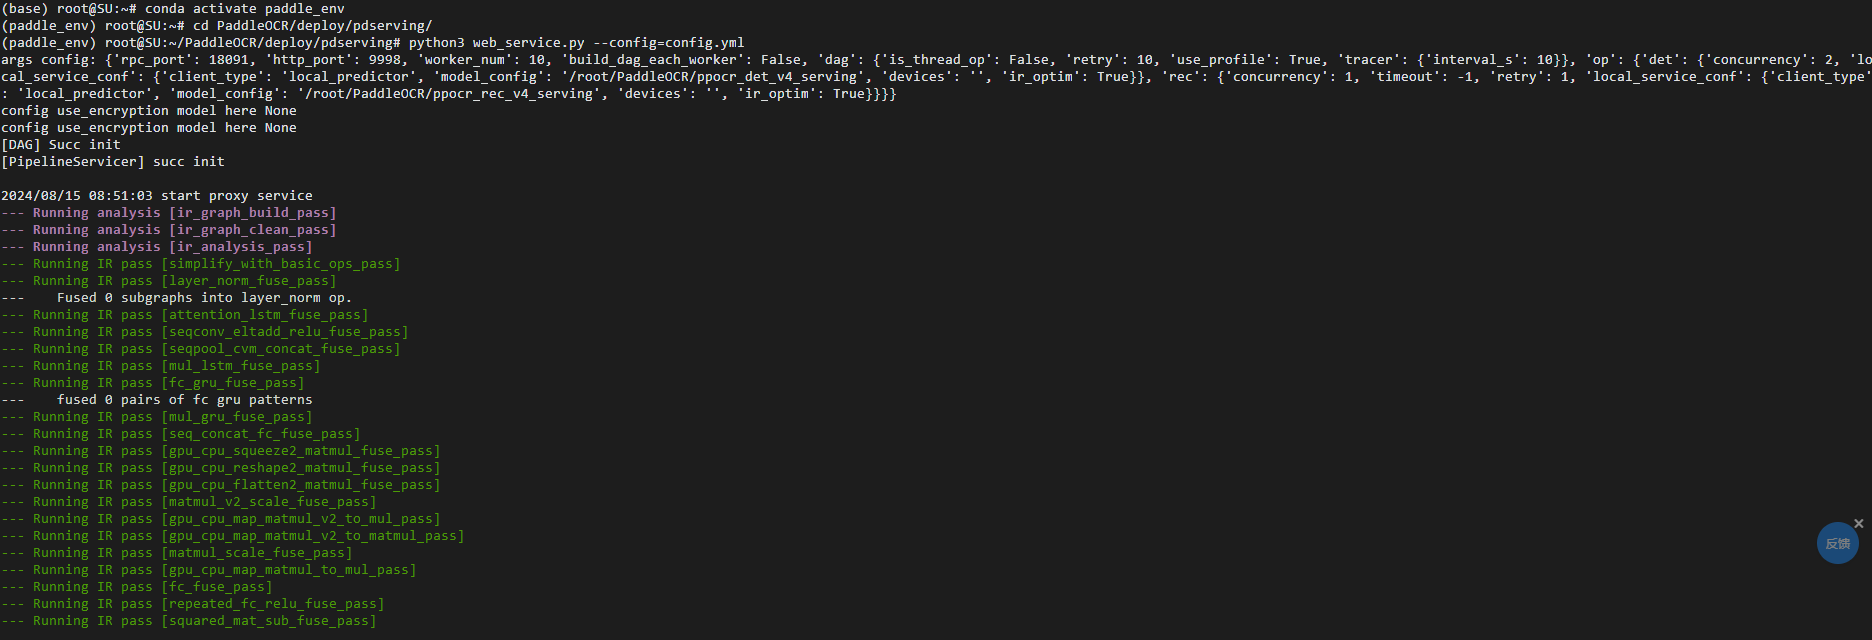 (base) root@SU:~# conda activate paddle_env
(paddle_env) root@SU:~# cd PaddleOCR/deploy/pdserving/
(paddle_env) root@SU:~/PaddleOCR/deploy/pdserving# python3 web_service.py --config=config.yml
args config: {'rpc_port': 18091, 'http_port': 9998, 'worker_num': 10, 'build_dag_each_worker': False, 'dag': {'is_thread_op': False, 'retry': 10, 'use_profile': True, 'tracer': {'interval_s': 10}}, 'op': {'det': {'concurrency': 2, 'lo
cal_service_conf': {'client_type': 'local_predictor', 'model_config': '/root/PaddleOCR/ppocr_det_v4_serving', 'devices': '', 'ir_optim': True}}, 'rec': {'concurrency': 1, 'timeout': -1, 'retry': 1, 'local_service_conf': {'client_type'
: 'local_predictor', 'model_config': '/root/PaddleOCR/ppocr_rec_v4_serving', 'devices': '', 'ir_optim': True}}}}
config use_encryption model here None
config use_encryption model here None
[DAG] Succ init
[PipelineServicer] succ init
2024/08/15 08:51:03 start proxy service
--- Running analysis [ir_graph_build_pass]
--- Running analysis [ir_graph_clean_pass]
--- Running analysis [ir_analysis_pass]
--- Running IR pass [simplify_with_basic_ops_pass]
--- Running IR pass [layer_norm_fuse_pass]
---    Fused 0 subgraphs into layer_norm op.
--- Running IR pass [attention_lstm_fuse_pass]
--- Running IR pass [seqconv_eltadd_relu_fuse_pass]
--- Running IR pass [seqpool_cvm_concat_fuse_pass]
--- Running IR pass [mul_lstm_fuse_pass]
--- Running IR pass [fc_gru_fuse_pass]
---    fused 0 pairs of fc gru patterns
--- Running IR pass [mul_gru_fuse_pass]
--- Running IR pass [seq_concat_fc_fuse_pass]
--- Running IR pass [gpu_cpu_squeeze2_matmul_fuse_pass]
--- Running IR pass [gpu_cpu_reshape2_matmul_fuse_pass]
--- Running IR pass [gpu_cpu_flatten2_matmul_fuse_pass]
--- Running IR pass [matmul_v2_scale_fuse_pass]
--- Running IR pass [gpu_cpu_map_matmul_v2_to_mul_pass]
--- Running IR pass [gpu_cpu_map_matmul_v2_to_matmul_pass]
--- Running IR pass [matmul_scale_fuse_pass]
--- Running IR pass [gpu_cpu_map_matmul_to_mul_pass]
--- Running IR pass [fc_fuse_pass]
--- Running IR pass [repeated_fc_relu_fuse_pass]
--- Running IR pass [squared_mat_sub_fuse_pass]
反馈